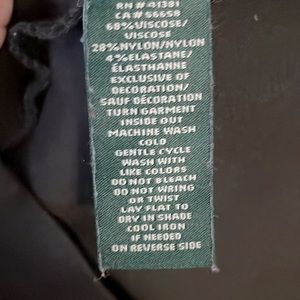 RN # 41381
CA # 56658
68% VISCOSE/
VISCOSE
28% NYLON/NYLON
4% ELASTANE/
ÉLASTHANNE
EXCLUSIVE OF
DECORATION/
SAUF DÉCORATION
TURN GARMENT
INSIDE OUT
MACHINE WASH
COLD
GENTLE CYCLE
WASH WITH
LIKE COLORS
DO NOT BLEACH
DO NOT WRING
OR TWIST
LAY FLAT TO
DRY IN SHADE
COOL IRON
IF NEEDED
ON REVERSE SIDE